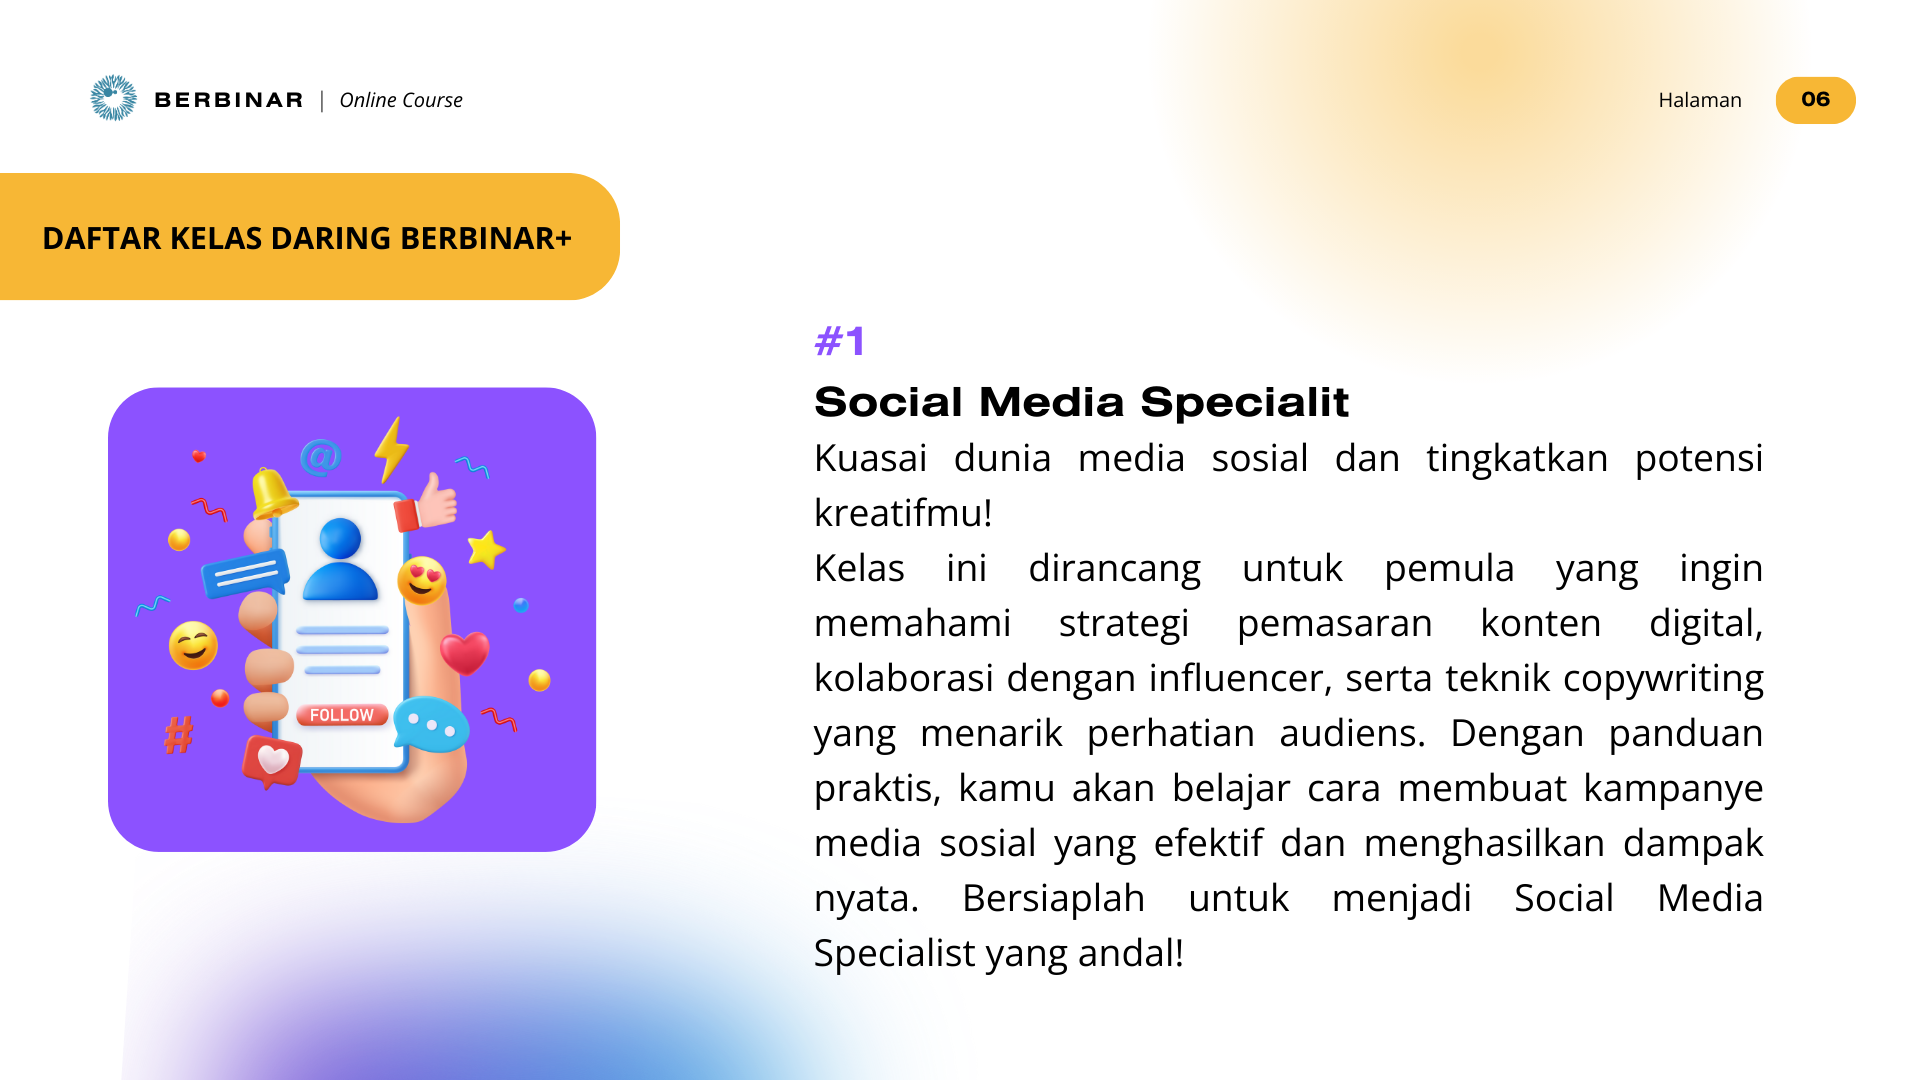 BERBINAR | Online Course
Halaman 06
DAFTAR KELAS DARING BERBINAR+
@
FOLLOW
#
#1
Social Media Specialit
Kuasai dunia media sosial dan tingkatkan potensi
kreatifmu!
Kelas ini dirancang untuk pemula yang ingin
memahami strategi pemasaran konten digital,
kolaborasi dengan influencer, serta teknik copywriting
yang menarik perhatian audiens. Dengan panduan
praktis, kamu akan belajar cara membuat kampanye
media sosial yang efektif dan menghasilkan dampak
nyata. Bersiaplah untuk menjadi Social Media
Specialist yang andal!